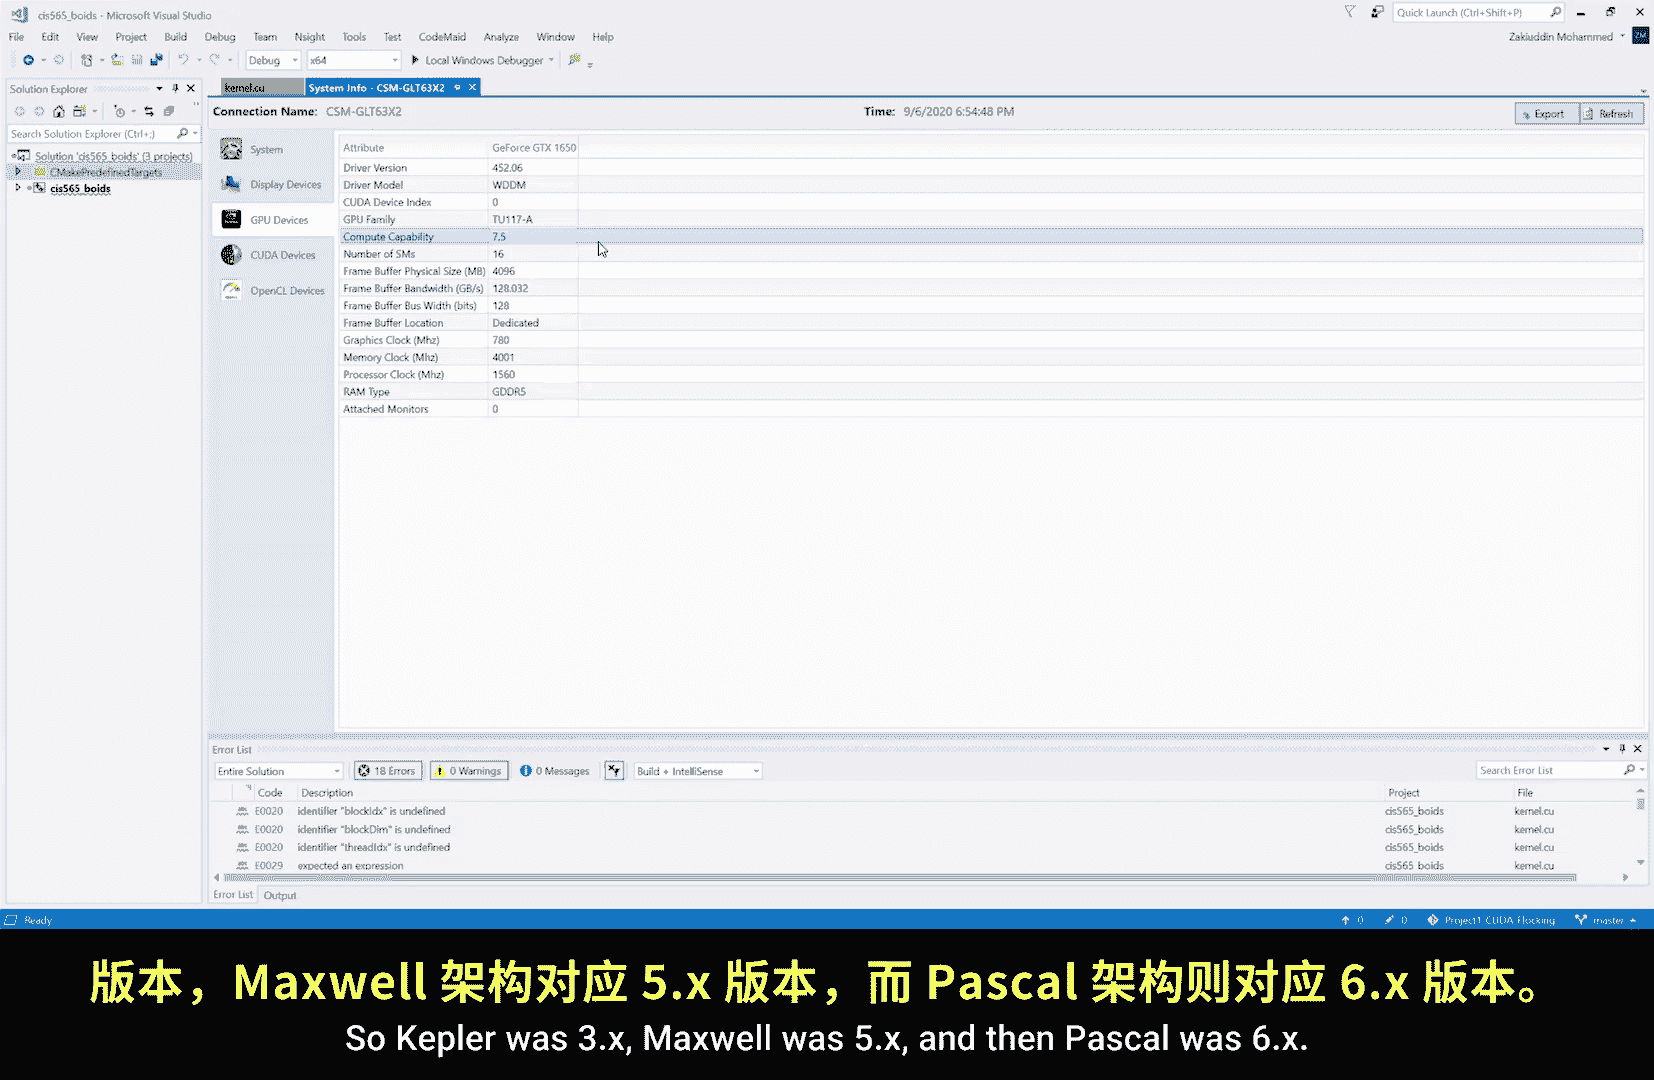 cis565_boids - Microsoft Visual Studio
Quick Launch (Ctrl+Shift+P)
File Edit View Project Build Debug Team Nsight Tools Test CodeMaid Analyze Window Help
Zakiuddin Mohammed ZM
Debug x64 Local Windows Debugger
Solution Explorer
Search Solution Explorer (Ctrl+;)
Solution 'cis565_boids' (3 projects)
CMakePredefinedTargets
cis565_boids
kernel.cu System Info - CSM-GLT63X2
Connection Name: CSM-GLT63X2 Time: 9/6/2020 6:54:48 PM Export Refresh
System
Display Devices
GPU Devices
CUDA Devices
OpenCL Devices
Attribute GeForce GTX 1650
Driver Version 452.06
Driver Model WDDM
CUDA Device Index 0
GPU Family TU117-A
Compute Capability 7.5
Number of SMs 16
Frame Buffer Physical Size (MB) 4096
Frame Buffer Bandwidth (GB/s) 128.032
Frame Buffer Bus Width (bits) 128
Frame Buffer Location Dedicated
Graphics Clock (Mhz) 780
Memory Clock (Mhz) 4001
Processor Clock (Mhz) 1560
RAM Type GDDR5
Attached Monitors 0
Error List
Entire Solution 18 Errors 0 Warnings 0 Messages Build + IntelliSense Search Error List
Code Description Project File
E0020 identifier "blockIdx" is undefined cis565_boids kernel.cu
E0020 identifier "blockDim" is undefined cis565_boids kernel.cu
E0020 identifier "threadIdx" is undefined cis565_boids kernel.cu
E0029 expected an expression cis565_boids kernel.cu
Error List Output
Ready 0 0 Project1-CUDA-Flocking master
版本，Maxwell 架构对应 5.x 版本，而 Pascal 架构则对应 6.x 版本。
So Kepler was 3.x, Maxwell was 5.x, and then Pascal was 6.x.